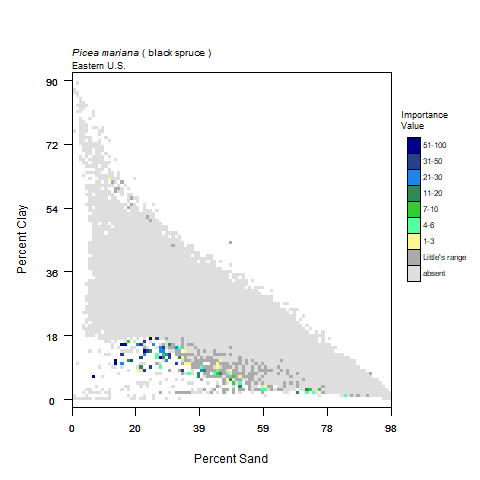 Picea mariana ( black spruce )
Eastern U.S.
Percent Clay
90
72
54
36
18
0
0
20
39
59
78
98
Percent Sand
Importance
Value
51-100
31-50
21-30
11-20
7-10
4-6
1-3
Little's range
absent